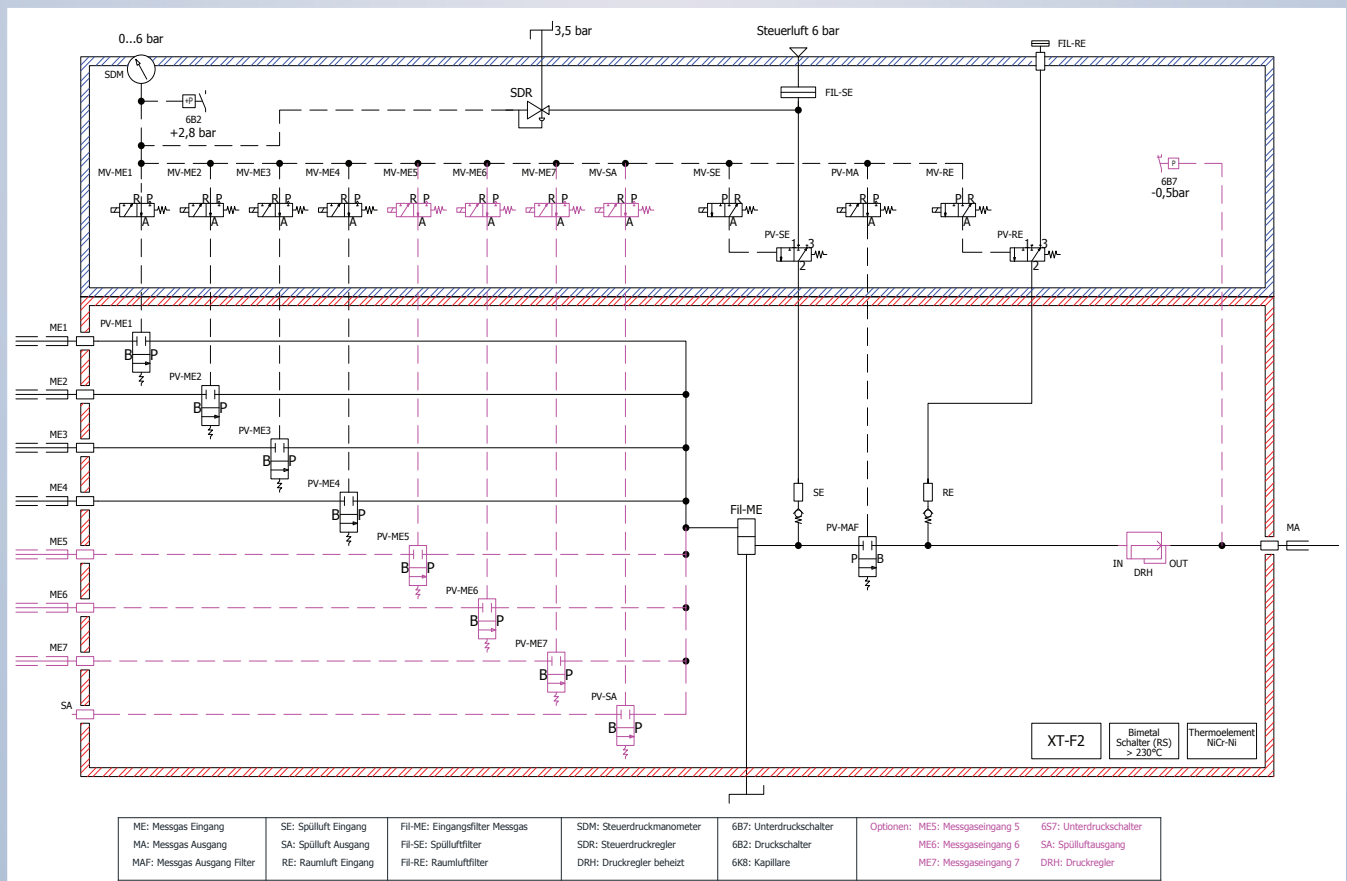 0...6 bar
3,5 bar
Steuerluft 6 bar
FIL-RE
SDM
+P
6B2
+2,8 bar
SDR
FIL-SE
P
6B7
-0,5bar
MV-ME1 MV-ME2 MV-ME3 MV-ME4 MV-ME5 MV-ME6 MV-ME7 MV-SA MV-SE PV-MA MV-RE
R P R P R P R P R P R P R P R P P R R P P R
A A A A A A A A A A A
PV-SE 1 3
2
PV-RE 1 3
2
ME1 PV-ME1
B P
ME2 PV-ME2
B P
ME3 PV-ME3
B P
ME4 PV-ME4
B P
SE
RE
Fil-ME
PV-MAF
P B
MA
ME5 PV-ME5
B P
IN DRH OUT
ME6 PV-ME6
B P
ME7 PV-ME7
B P
SA PV-SA
B P
XT-F2
Bimetal
Schalter (RS)
> 230°C
Thermoelement
NiCr-Ni
ME: Messgas Eingang
MA: Messgas Ausgang
MAF: Messgas Ausgang Filter
SE: Spülluft Eingang
SA: Spülluft Ausgang
RE: Raumluft Eingang
Fil-ME: Eingangsfilter Messgas
Fil-SE: Spülluftfilter
Fil-RE: Raumluftfilter
SDM: Steuerdruckmanometer
SDR: Steuerdruckregler
DRH: Druckregler beheizt
6B7: Unterdruckschalter
6B2: Druckschalter
6K8: Kapillare
Optionen: ME5: Messgaseingang 5
ME6: Messgaseingang 6
ME7: Messgaseingang 7
6S7: Unterdruckschalter
SA: Spülluftausgang
DRH: Druckregler